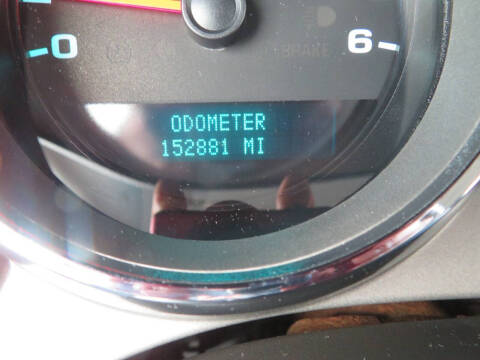 BRAKE
0 6
ODOMETER
152881 MI